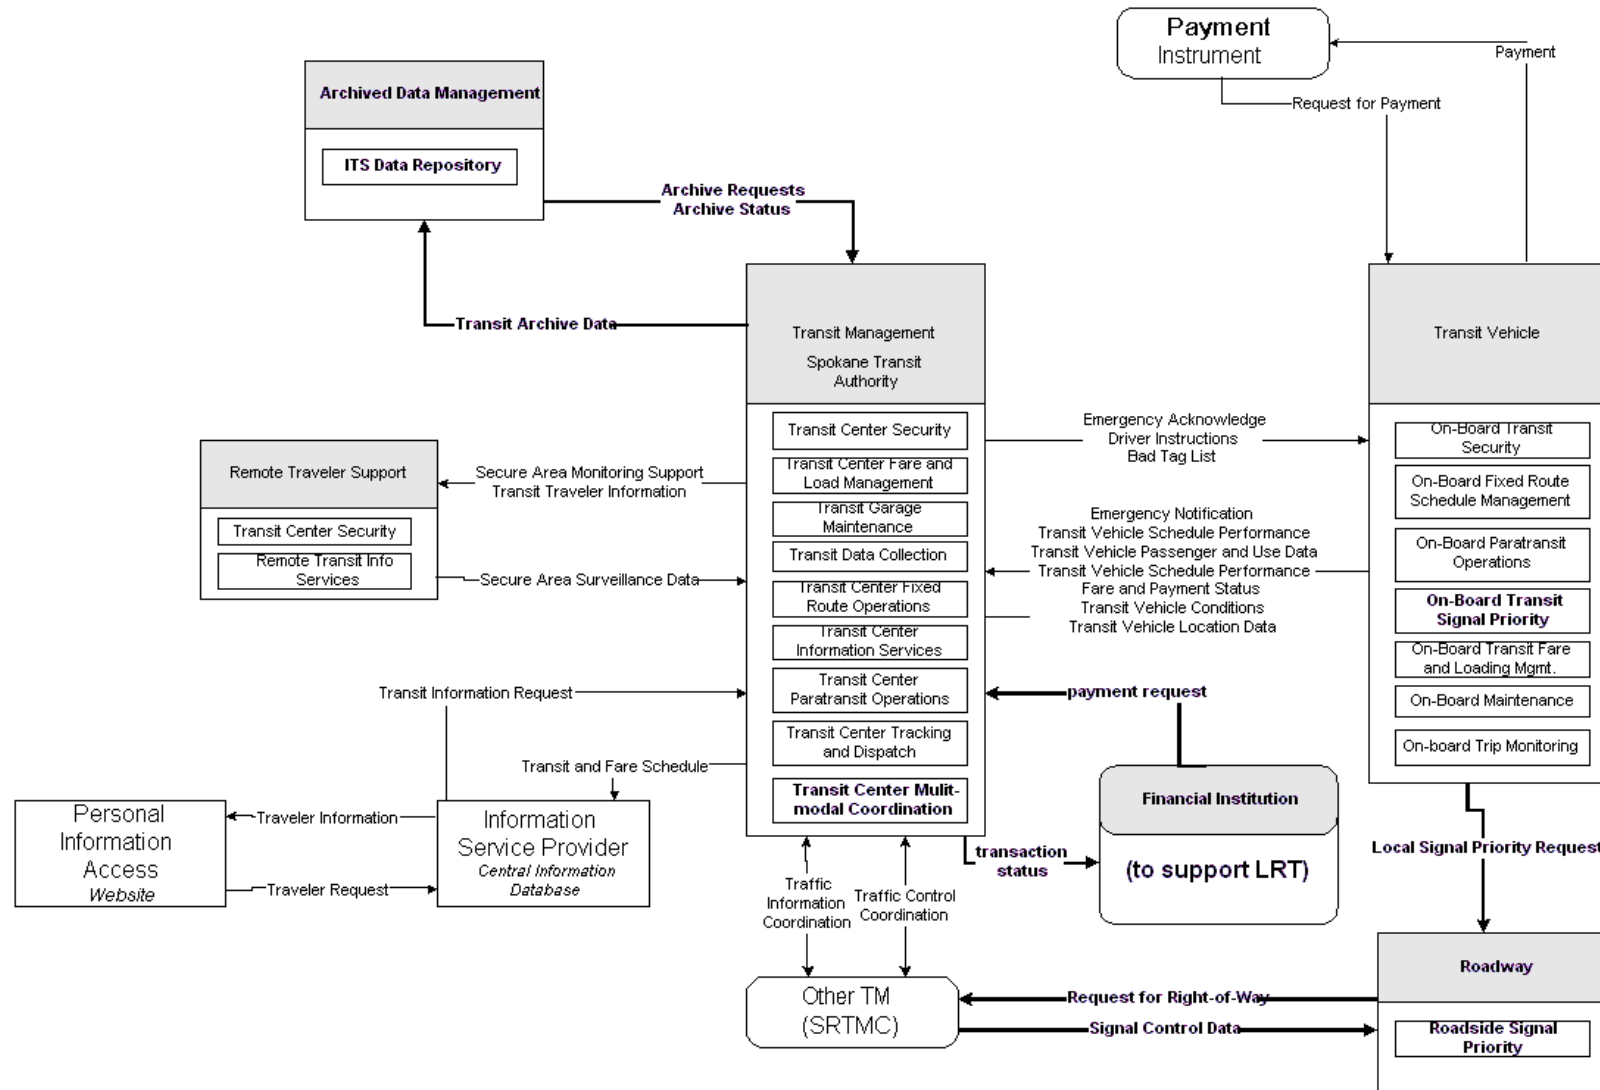 Payment
Instrument
Payment
Request for Payment
Archived Data Management
ITS Data Repository
Archive Requests
Archive Status
Transit Archive Data
Transit Management
Spokane Transit
Authority
Transit Center Security
Transit Center Fare and
Load Management
Transit Garage
Maintenance
Transit Data Collection
Transit Center Fixed
Route Operations
Transit Center
Information Services
Transit Center
Paratransit Operations
Transit Center Tracking
and Dispatch
Transit Center Mulit-
modal Coordination
Transit Vehicle
On-Board Transit
Security
On-Board Fixed Route
Schedule Management
On-Board Paratransit
Operations
On-Board Transit
Signal Priority
On-Board Transit Fare
and Loading Mgmt.
On-Board Maintenance
On-board Trip Monitoring
Emergency Acknowledge
Driver Instructions
Bad Tag List
Emergency Notification
Transit Vehicle Schedule Performance
Transit Vehicle Passenger and Use Data
Transit Vehicle Schedule Performance
Fare and Payment Status
Transit Vehicle Conditions
Transit Vehicle Location Data
Remote Traveler Support
Transit Center Security
Remote Transit Info
Services
Secure Area Monitoring Support
Transit Traveler Information
Secure Area Surveillance Data
Transit Information Request
Transit and Fare Schedule
payment request
Financial Institution
(to support LRT)
transaction
status
Personal
Information
Access
Website
Traveler Information
Traveler Request
Information
Service Provider
Central Information
Database
Traffic
Information
Coordination
Traffic Control
Coordination
Local Signal Priority Request
Other TM
(SRTMC)
Request for Right-of-Way
Signal Control Data
Roadway
Roadside Signal
Priority